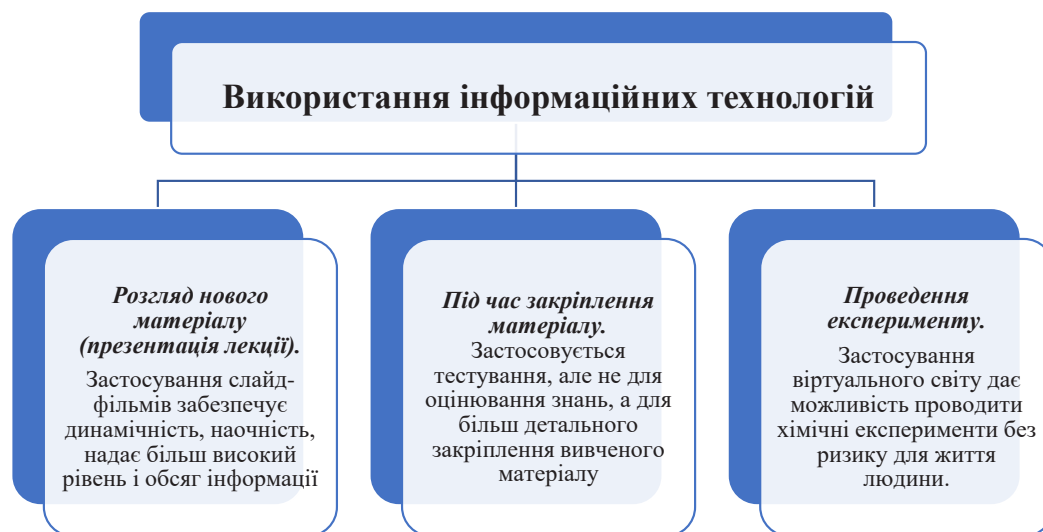 Використання інформаційних технологій
Розгляд нового
матеріалу
(презентація лекції).
Застосування слайд-
фільмів забезпечує
динамічність, наочність,
надає більш високий
рівень і обсяг інформації
Під час закріплення
матеріалу.
Застосовується
тестування, але не для
оцінювання знань, а для
більш детального
закріплення вивченого
матеріалу
Проведення
експерименту.
Застосування
віртуального світу дає
можливість проводити
хімічні експерименти без
ризику для життя
людини.